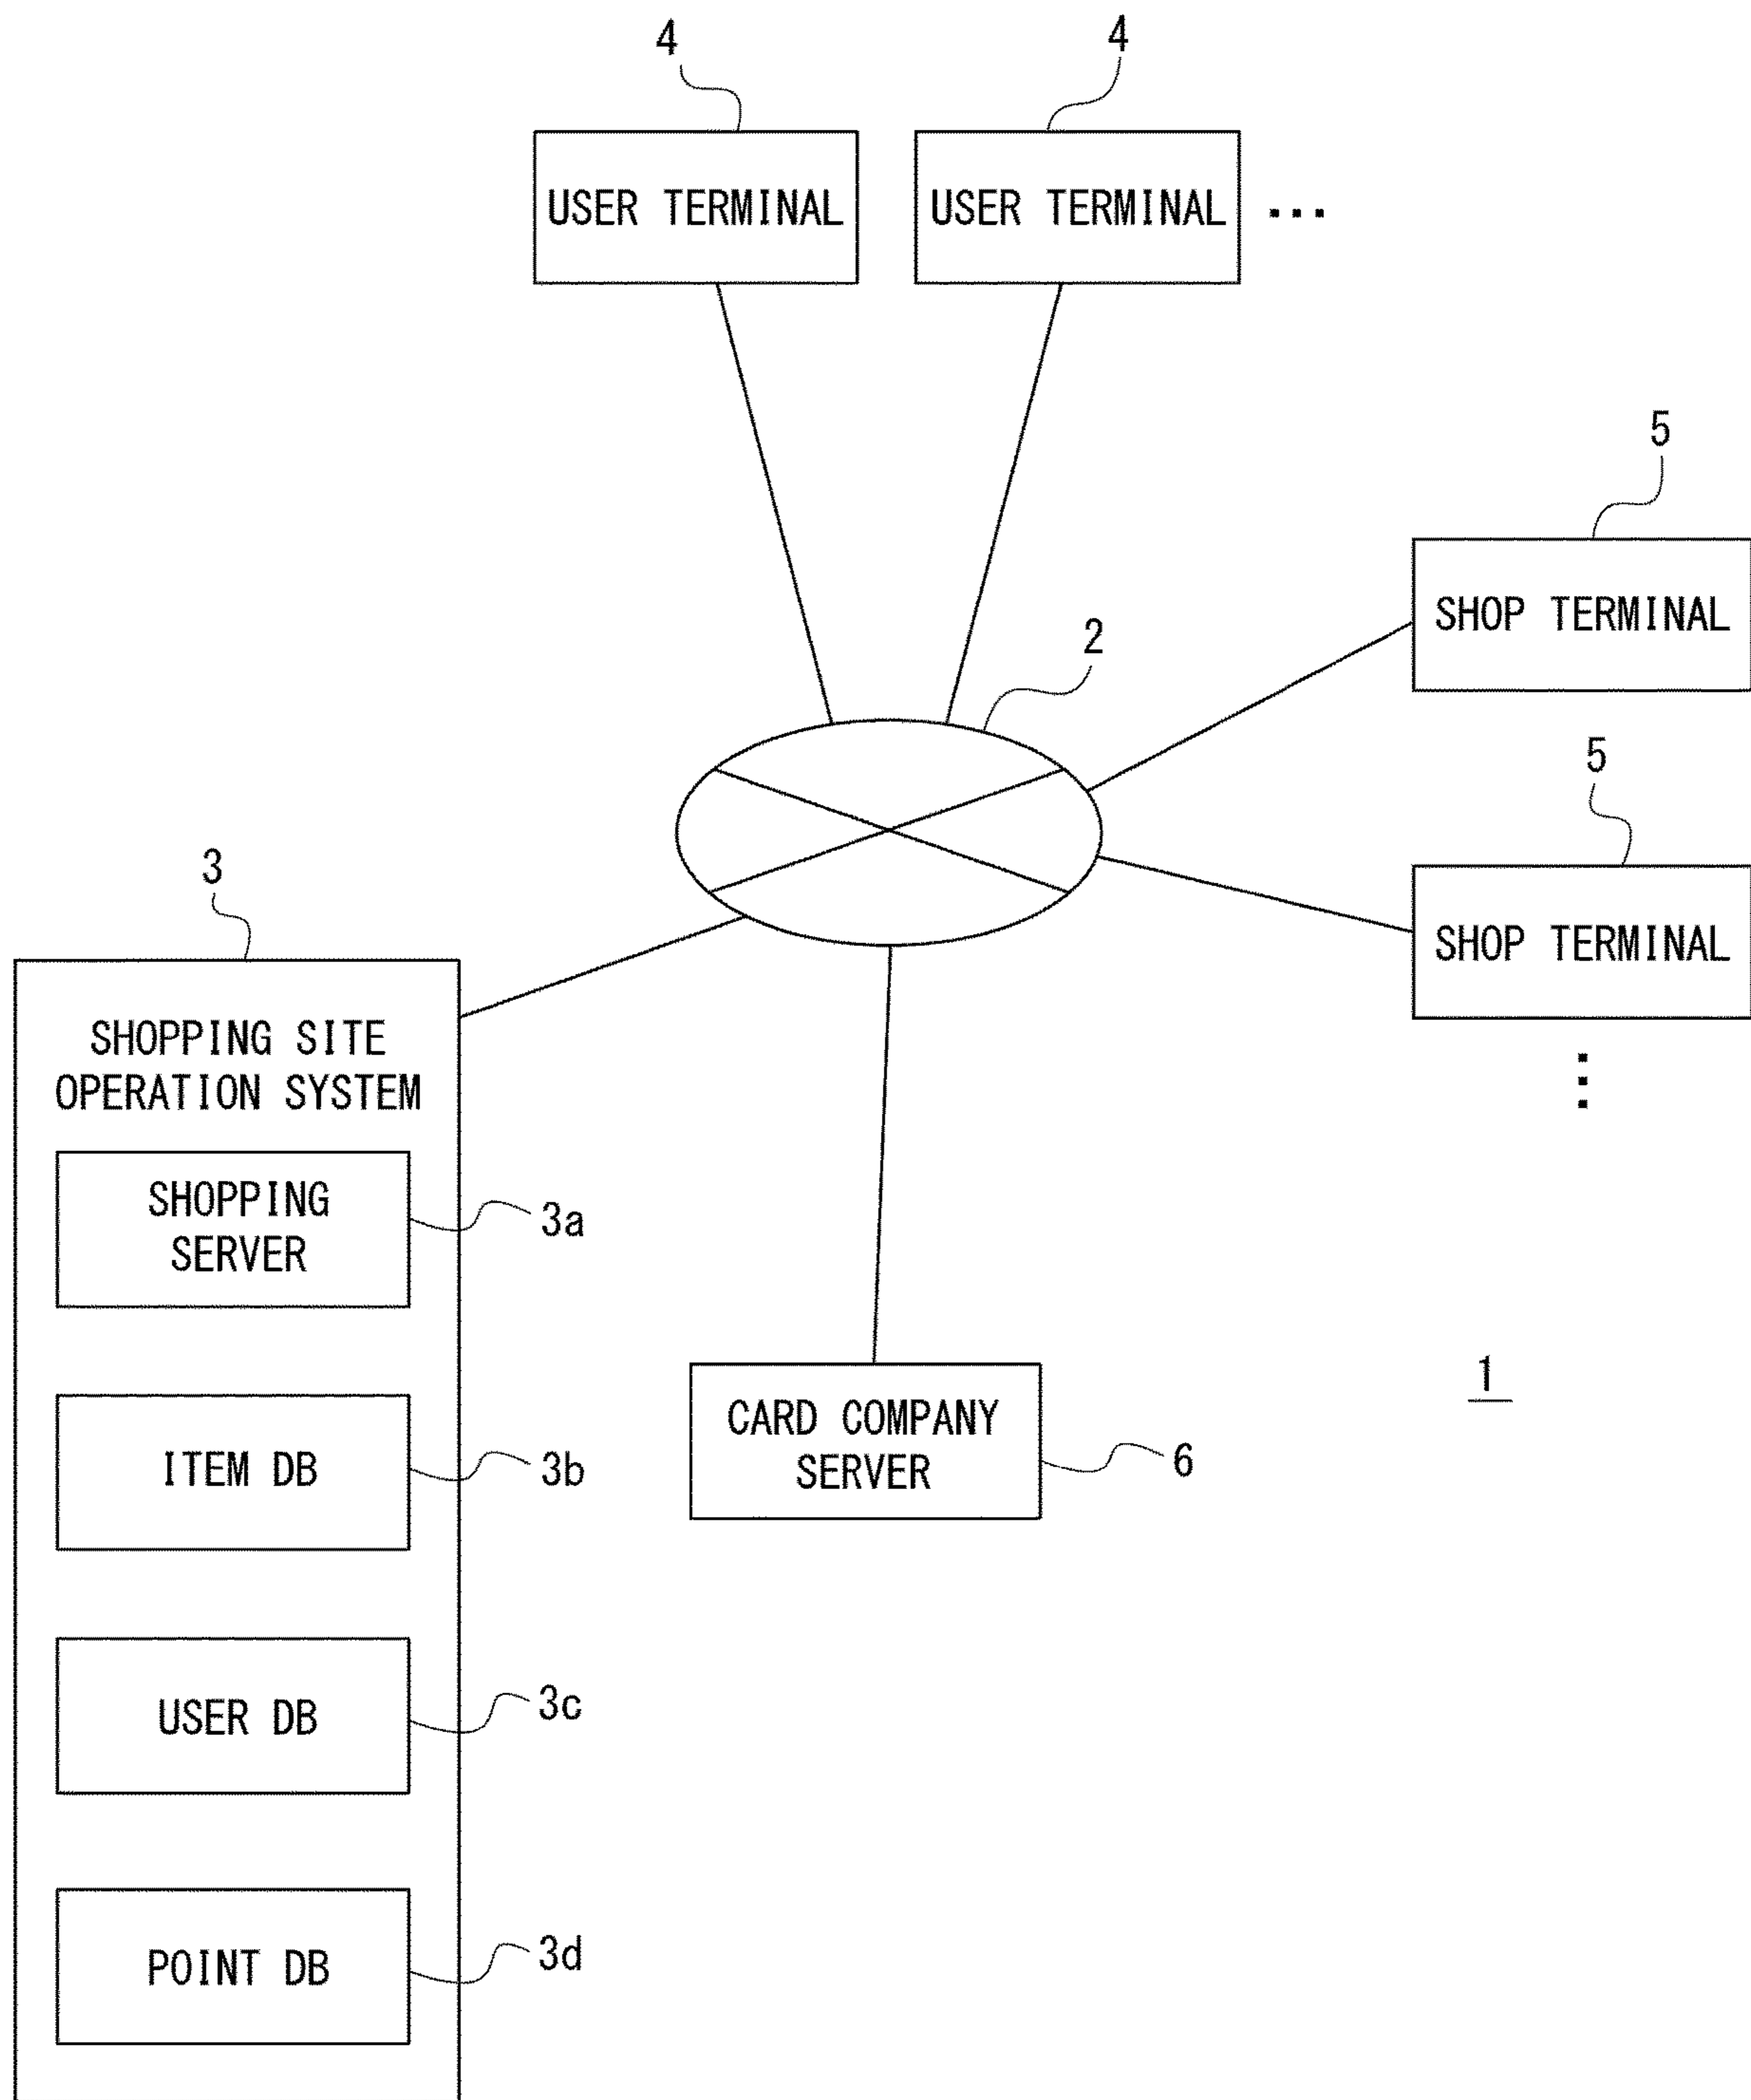 4
4
USER TERMINAL
USER TERMINAL
...
5
SHOP TERMINAL
2
5
SHOP TERMINAL
3
SHOPPING SITE
OPERATION SYSTEM
SHOPPING
SERVER
3a
ITEM DB
3b
USER DB
3c
POINT DB
3d
CARD COMPANY
SERVER
6
1